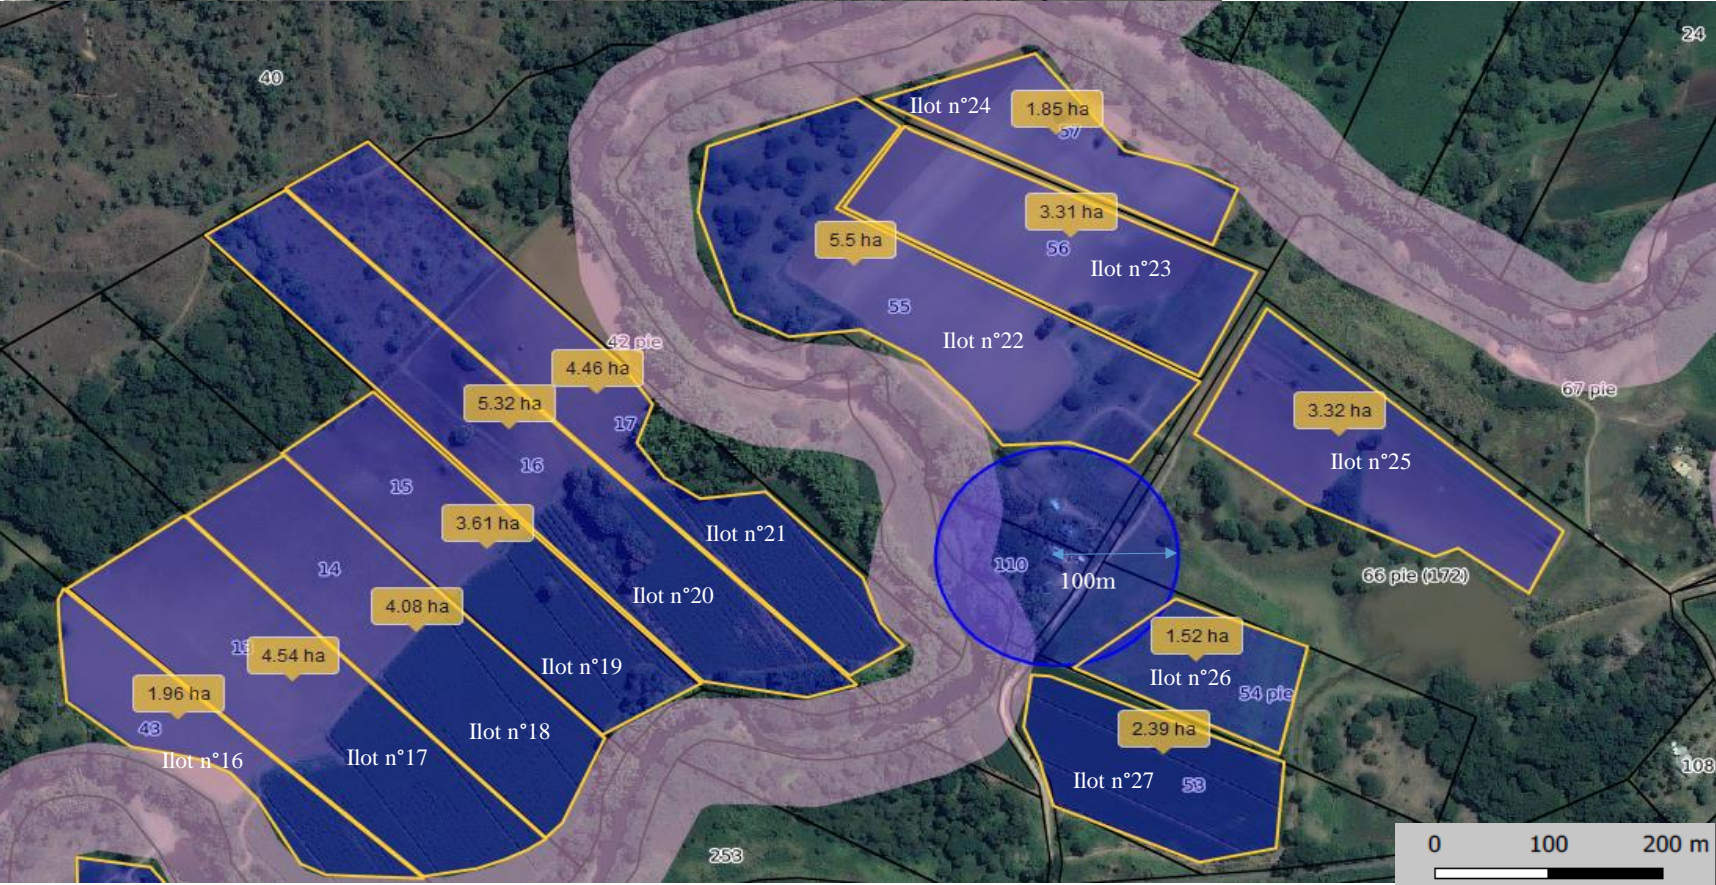 24
40
Ilot n°24
1.85 ha
57
3.31 ha
5.5 ha
56
Ilot n°23
55
Ilot n°22
42 pie
4.46 ha
67 pie
5.32 ha
3.32 ha
17
Ilot n°25
16
15
3.61 ha
Ilot n°21
14
110
100m
66 pie (172)
Ilot n°20
4.08 ha
1.52 ha
13
4.54 ha
Ilot n°19
Ilot n°26
1.96 ha
54 pie
43
Ilot n°18
2.39 ha
Ilot n°16
Ilot n°17
108
Ilot n°27
53
253
0 100 200 m